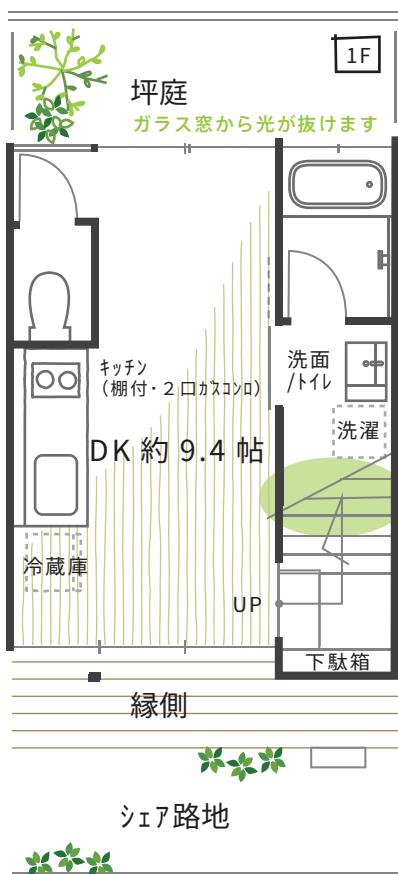 1F
坪庭
ガラス窓から光が抜けます
キッチン
（棚付・２口ガスコンロ）
洗面
/トイレ
洗濯
DK 約 9.4 帖
冷蔵庫
UP
下駄箱
縁側
シェア路地